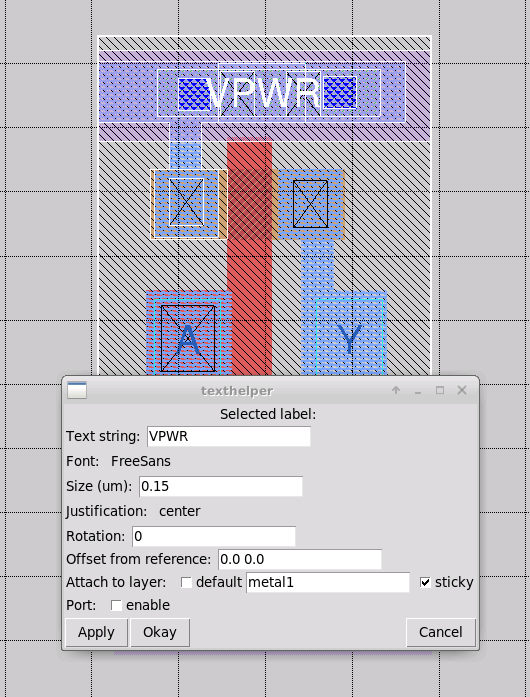 VPWR
A
Y
texthelper
Selected label:
Text string: VPWR
Font: FreeSans
Size (um): 0.15
Justification: center
Rotation: 0
Offset from reference: 0.0 0.0
Attach to layer: default metal1 sticky
Port: enable
Apply Okay Cancel